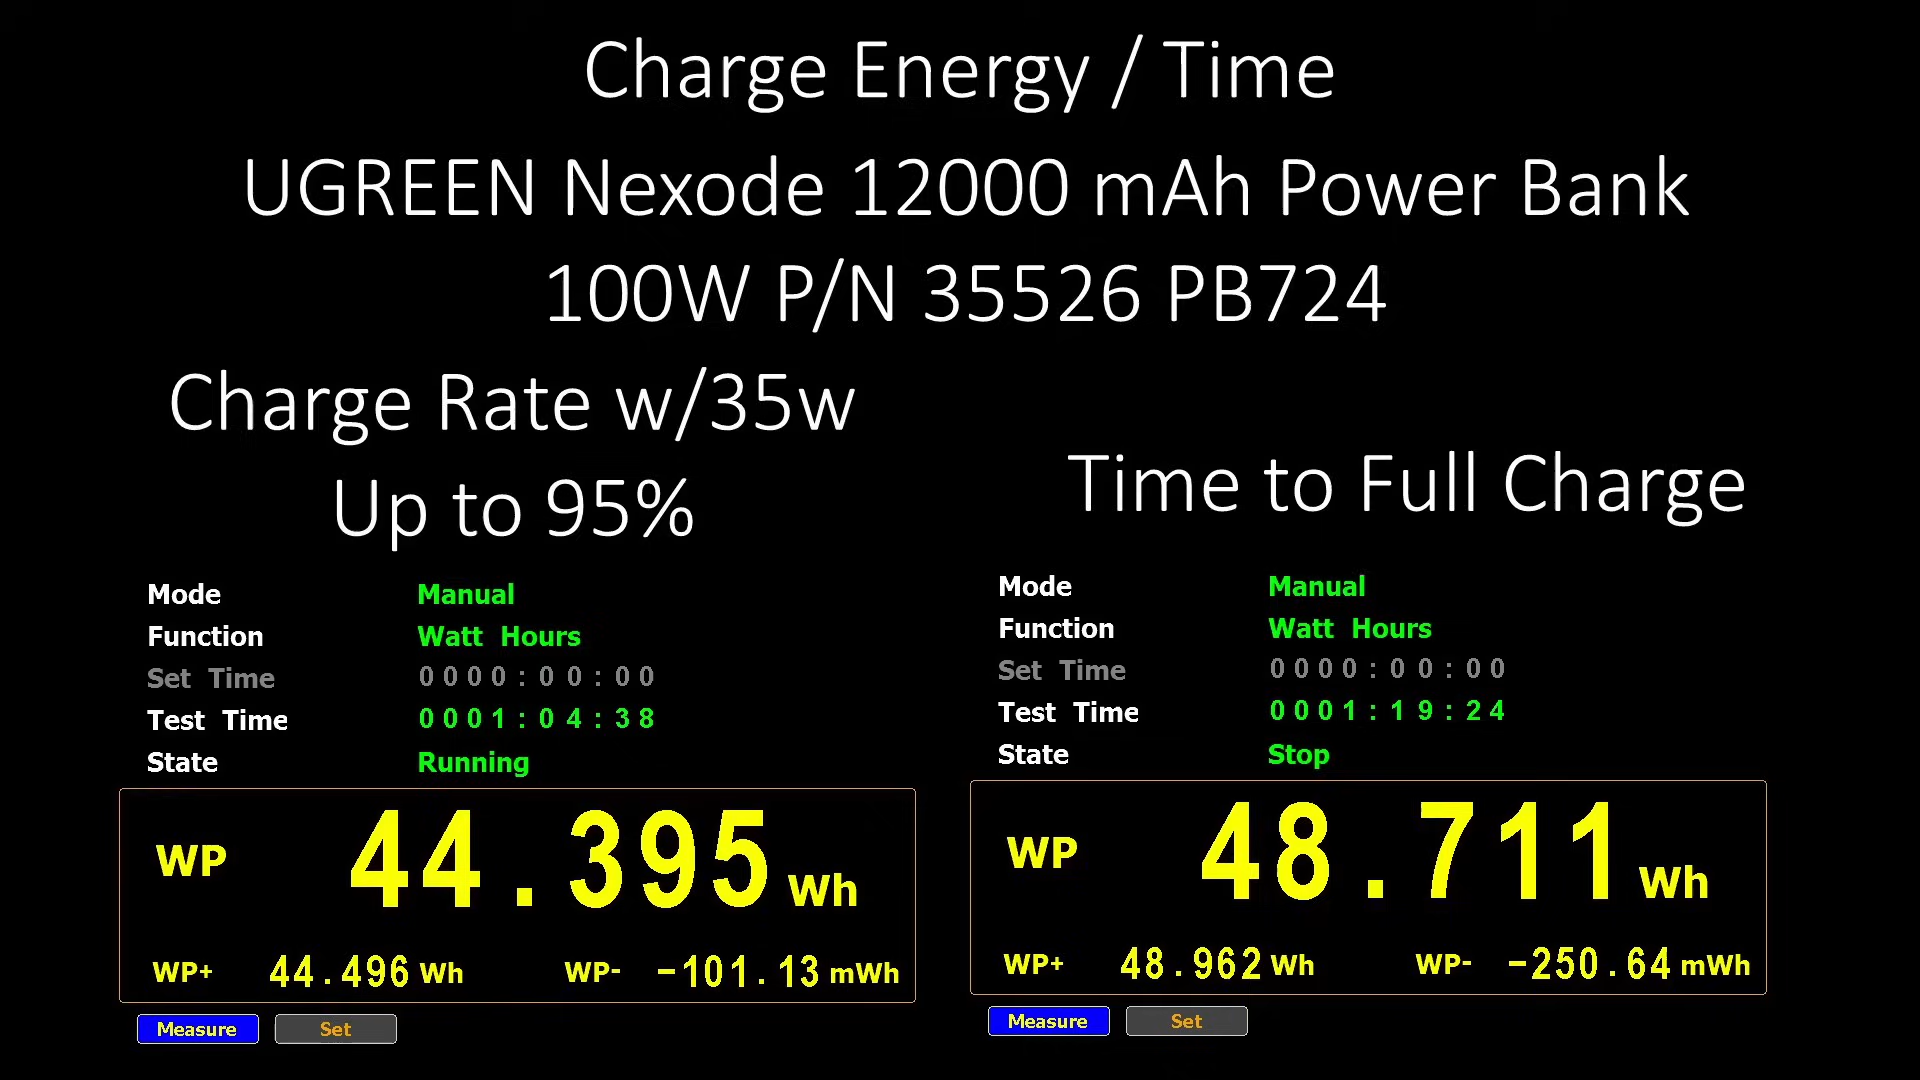 Charge Energy / Time
UGREEN Nexode 12000 mAh Power Bank
100W P/N 35526 PB724
Charge Rate w/35w
Up to 95%
Mode Manual
Function Watt Hours
Set Time 0000:00:00
Test Time 0001:04:38
State Running
WP 44.395 Wh
WP+ 44.496 Wh WP- -101.13 mWh
Measure Set
Time to Full Charge
Mode Manual
Function Watt Hours
Set Time 0000:00:00
Test Time 0001:19:24
State Stop
WP 48.711 Wh
WP+ 48.962 Wh WP- -250.64 mWh
Measure Set